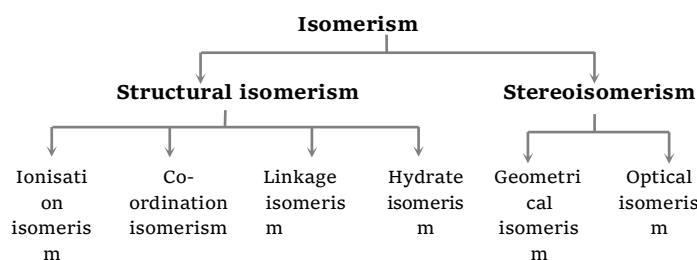 Isomerism
Structural isomerism
Stereoisomerism
Ionisati
on
isomeris
m
Co-
ordination
isomerism
Linkage
isomeris
m
Hydrate
isomeris
m
Geometri
cal
isomeris
m
Optical
isomeris
m